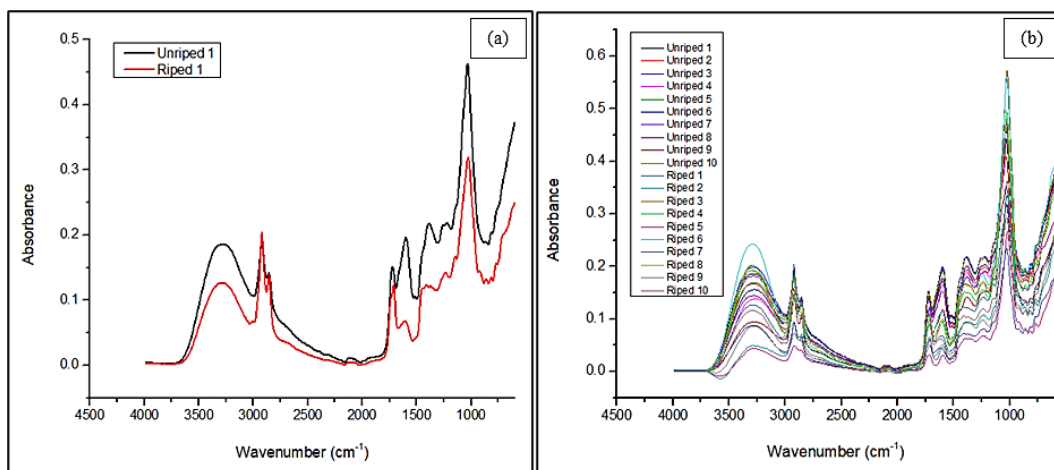 (a)
Unriped 1
Riped 1
0.5
0.4
0.3
0.2
0.1
0.0
Absorbance
4500 4000 3500 3000 2500 2000 1500 1000
Wavenumber (cm⁻¹)
(b)
Unriped 1
Unriped 2
Unriped 3
Unriped 4
Unriped 5
Unriped 6
Unriped 7
Unriped 8
Unriped 9
Unriped 10
Riped 1
Riped 2
Riped 3
Riped 4
Riped 5
Riped 6
Riped 7
Riped 8
Riped 9
Riped 10
0.6
0.5
0.4
0.3
0.2
0.1
0.0
Absorbance
4500 4000 3500 3000 2500 2000 1500 1000
Wavenumber (cm⁻¹)